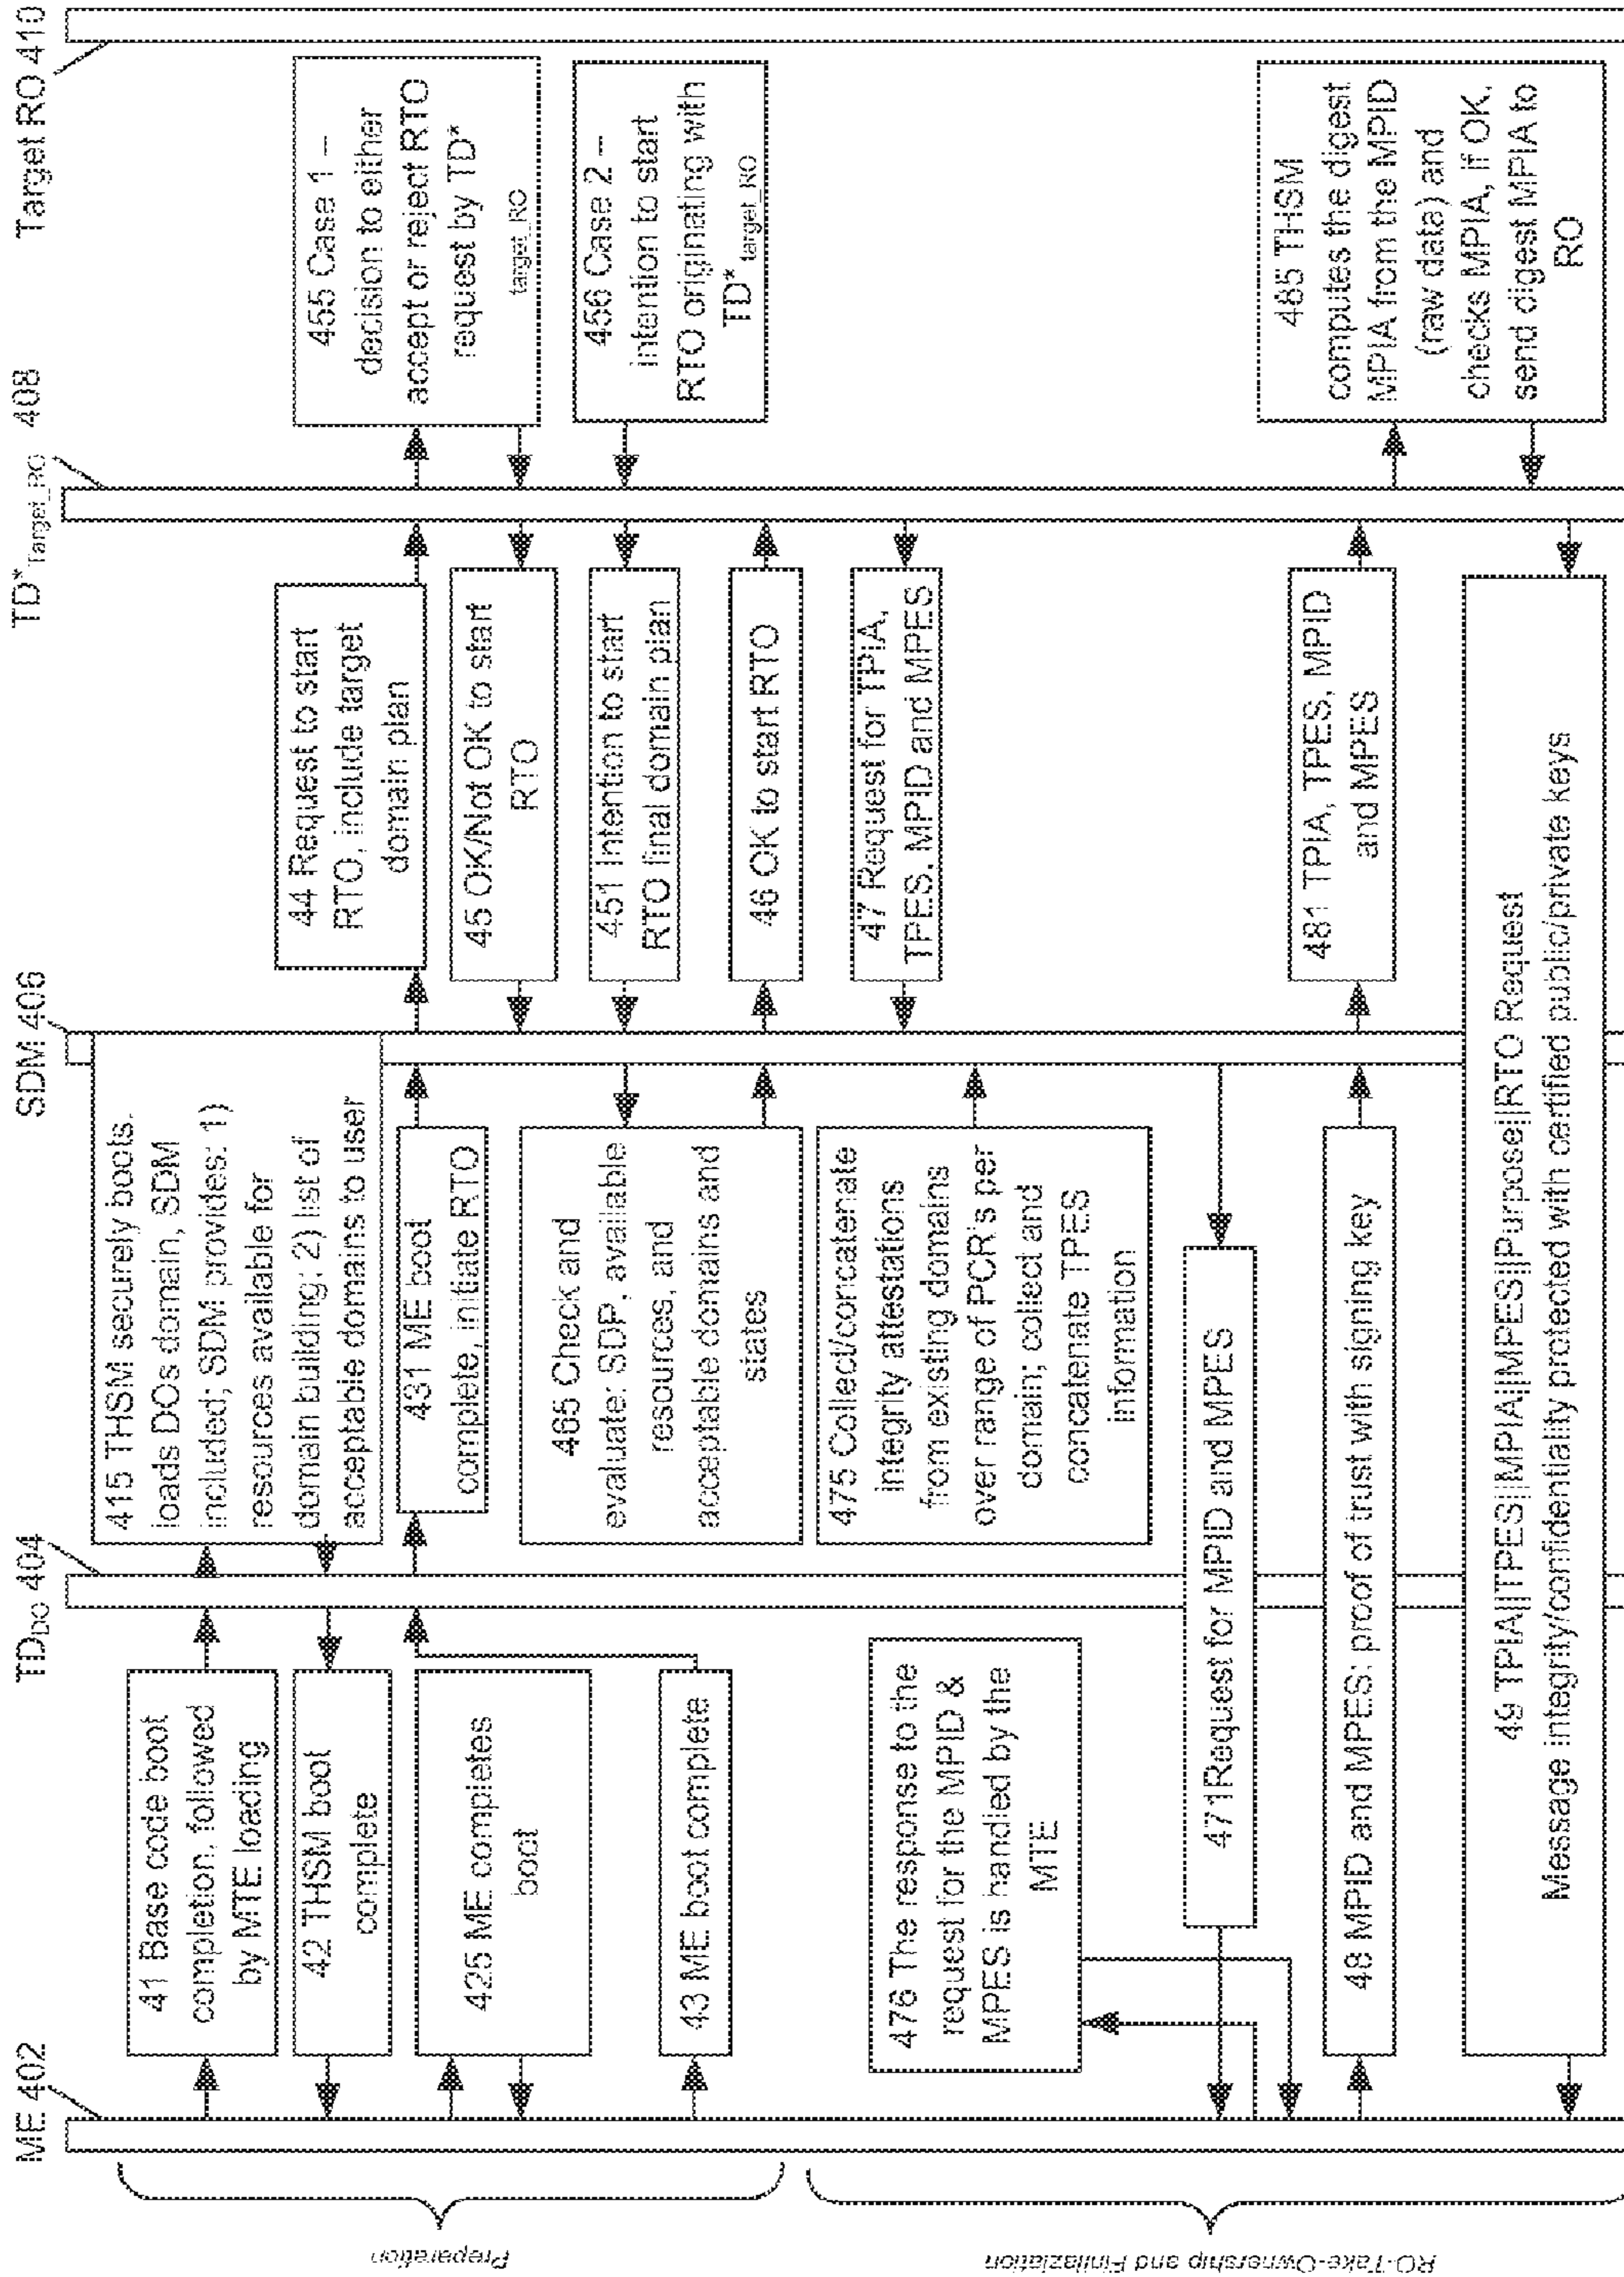 ME 402
TD DO 404
SDM 406
TD* Target_RO 408
Target RO 410
Preparation
41 Base code boot
completion, followed
by MTE loading
415 THSM securely boots,
loads DOs domain, SDM
included; SDM provides: 1)
resources available for
domain building; 2) list of
acceptable domains to user
42 THSM boot
complete
425 ME completes
boot
43 ME boot complete
431 ME boot
complete, initiate RTO
44 Request to start
RTO, include target
domain plan
455 Case 1 –
decision to either
accept or reject RTO
request by TD*
target_RO
45 OK/Not OK to start
RTO
456 Case 2 –
intention to start
RTO originating with
TD* target_RO
451 Intention to start
RTO final domain plan
465 Check and
evaluate: SDP, available
resources, and
acceptable domains and
states
46 OK to start RTO
RO-Take-Ownership and Finilaziation
47 Request for TPIA,
TPES, MPID and MPES
475 Collect/concatenate
integrity attestations
from existing domains
over range of PCR's per
domain; collect and
concatenate TPES
information
471Request for MPID and MPES
476 The response to the
request for the MPID &
MPES is handled by the
MTE
48 MPID and MPES; proof of trust with signing key
481 TPIA, TPES, MPID
and MPES
485 THSM
computes the digest
MPIA from the MPID
(raw data) and
checks MPIA, If OK,
send digest MPIA to
RO
49 TPIA||TPES||MPIA||MPES||Purpose||RTO Request
Message integrity/confidentiality protected with certified public/private keys